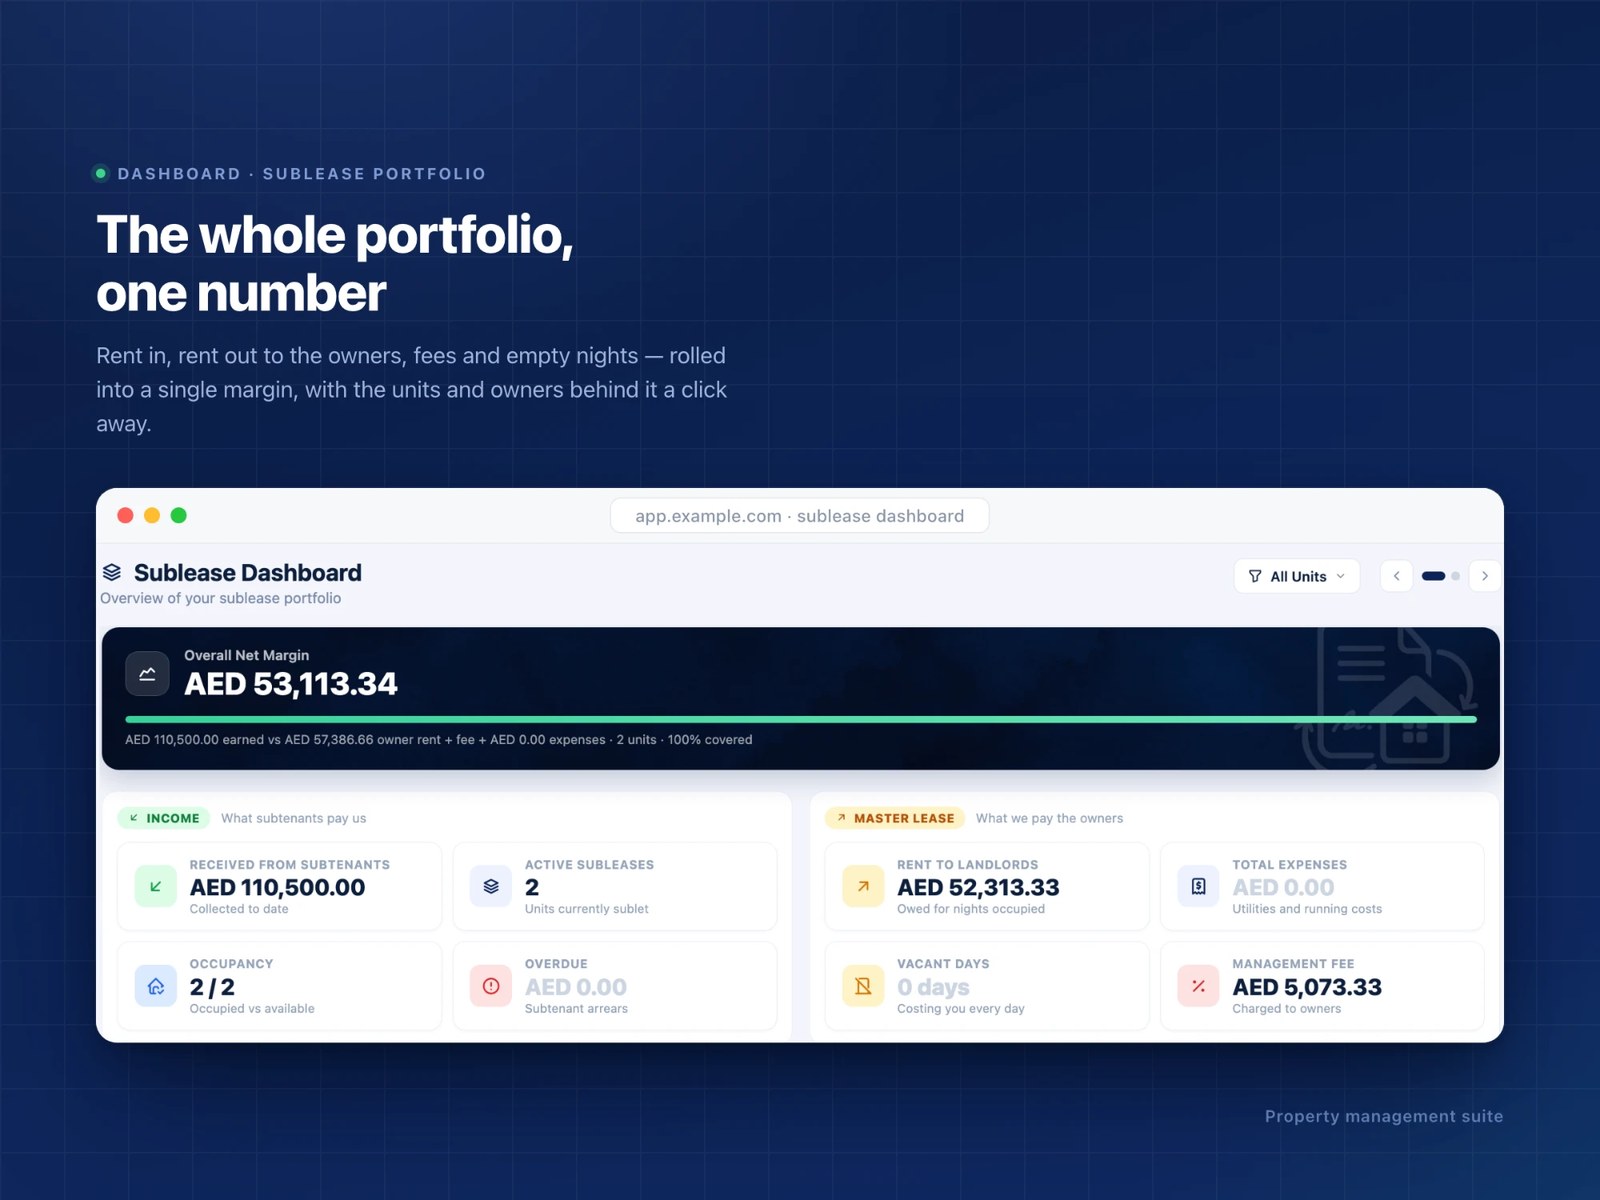 DASHBOARD · SUBLEASE PORTFOLIO
The whole portfolio,
one number
Rent in, rent out to the owners, fees and empty nights — rolled
into a single margin, with the units and owners behind it a click
away.
app.example.com · sublease dashboard
Sublease Dashboard
Overview of your sublease portfolio
All Units
Overall Net Margin
AED 53,113.34
AED 110,500.00 earned vs AED 57,386.66 owner rent + fee + AED 0.00 expenses · 2 units · 100% covered
INCOME What subtenants pay us
RECEIVED FROM SUBTENANTS
AED 110,500.00
Collected to date
ACTIVE SUBLEASES
2
Units currently sublet
OCCUPANCY
2 / 2
Occupied vs available
OVERDUE
AED 0.00
Subtenant arrears
MASTER LEASE What we pay the owners
RENT TO LANDLORDS
AED 52,313.33
Owed for nights occupied
TOTAL EXPENSES
AED 0.00
Utilities and running costs
VACANT DAYS
0 days
Costing you every day
MANAGEMENT FEE
AED 5,073.33
Charged to owners
Property management suite